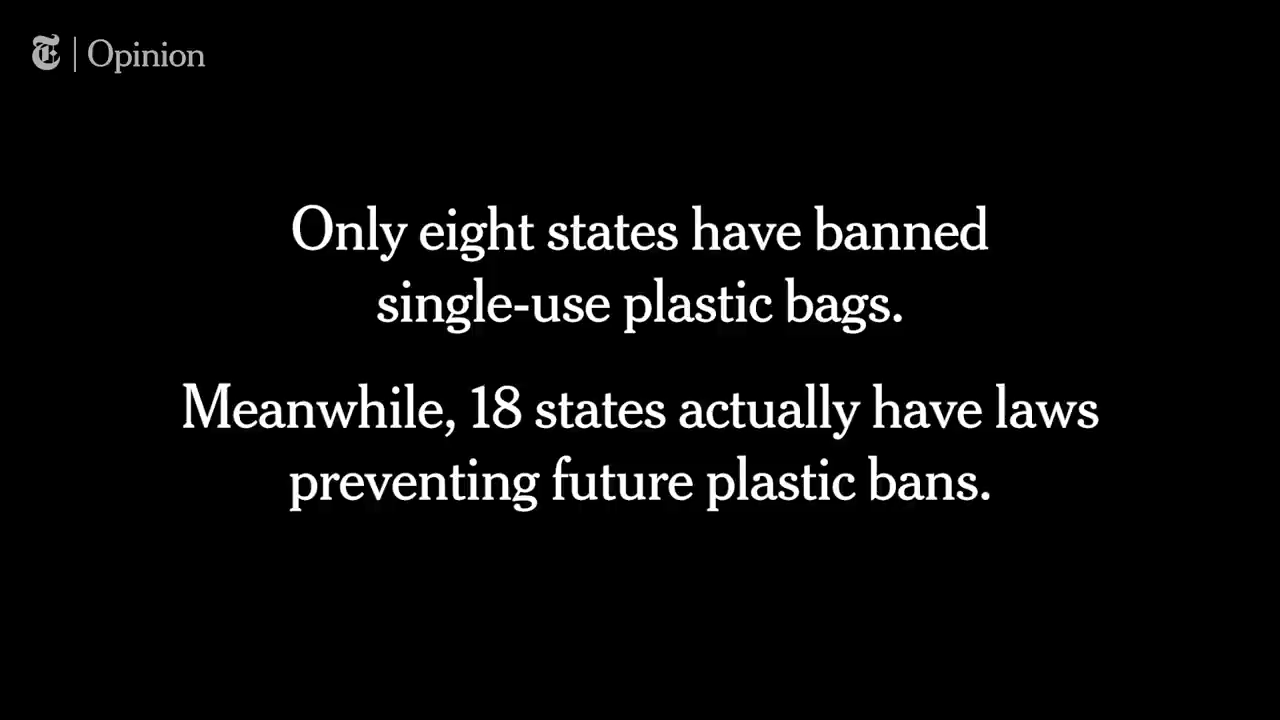 T | Opinion
Only eight states have banned
single-use plastic bags.
Meanwhile, 18 states actually have laws
preventing future plastic bans.